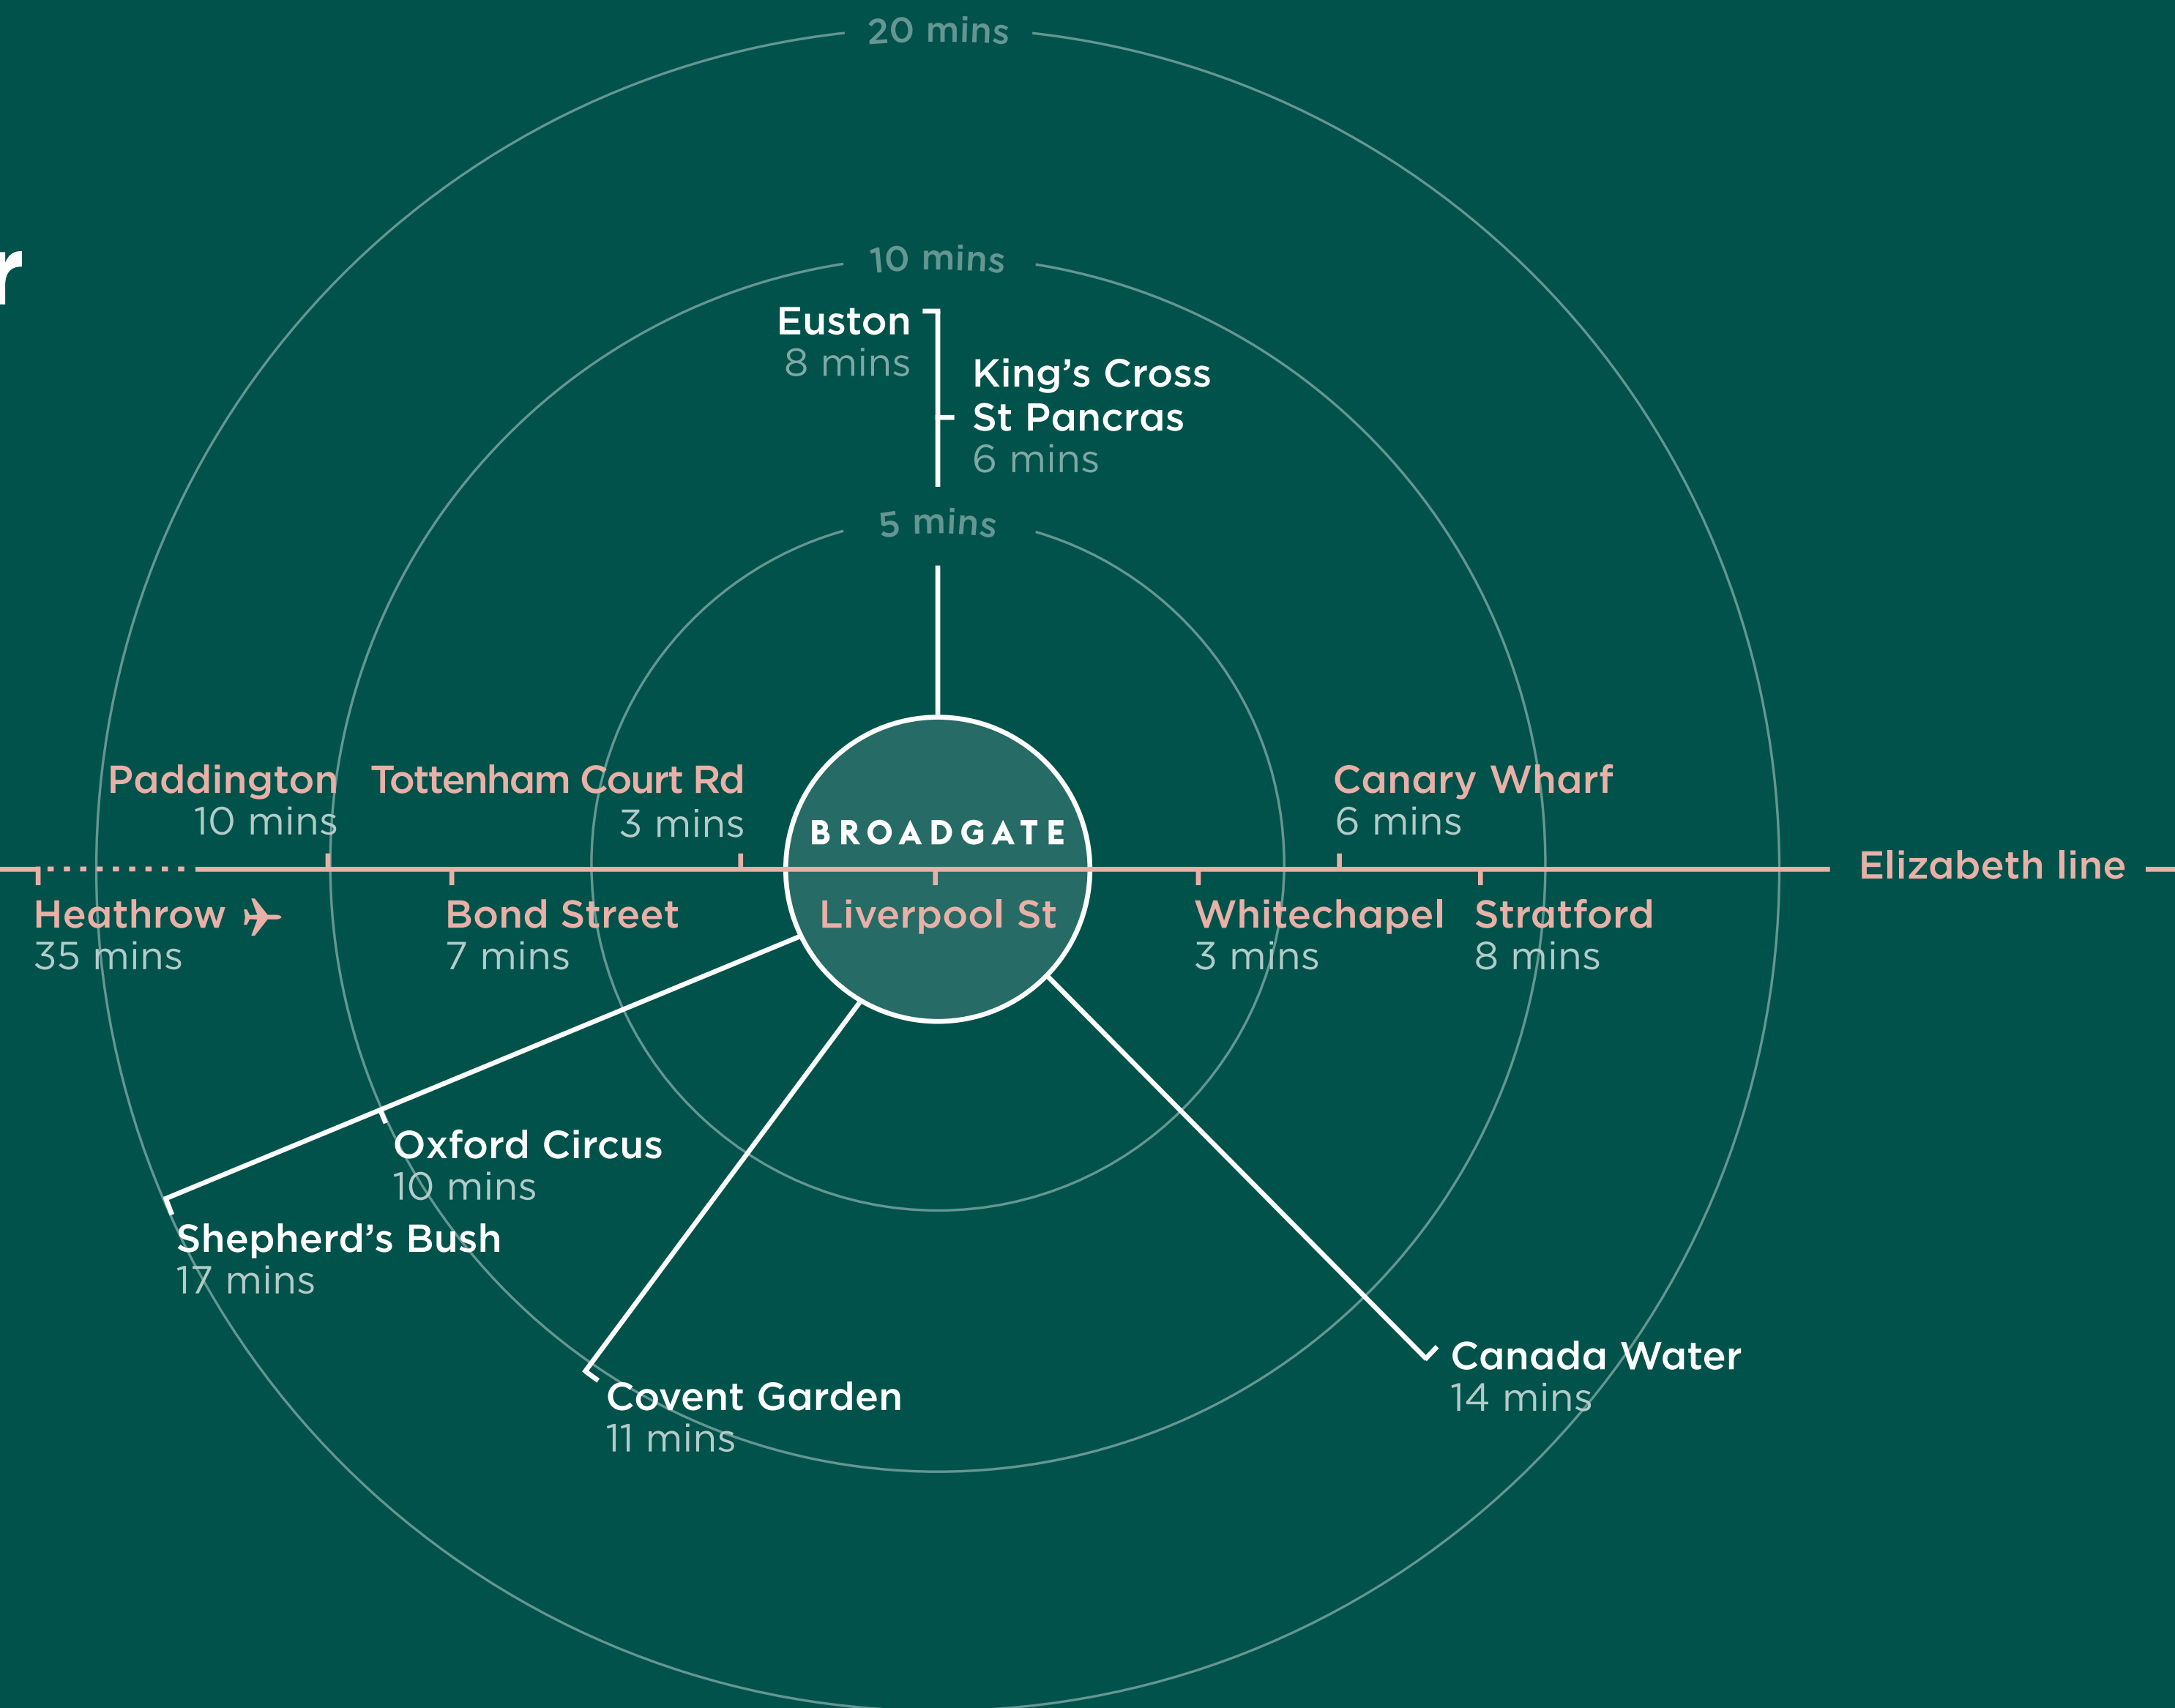 20 mins
r
10 mins
Euston
8 mins
King’s Cross
St Pancras
6 mins
5 mins
Paddington
10 mins
Tottenham Court Rd
3 mins
BROADGATE
Canary Wharf
6 mins
Elizabeth line
Heathrow
35 mins
Bond Street
7 mins
Liverpool St
Whitechapel
3 mins
Stratford
8 mins
Oxford Circus
10 mins
Shepherd’s Bush
17 mins
Canada Water
14 mins
Covent Garden
11 mins